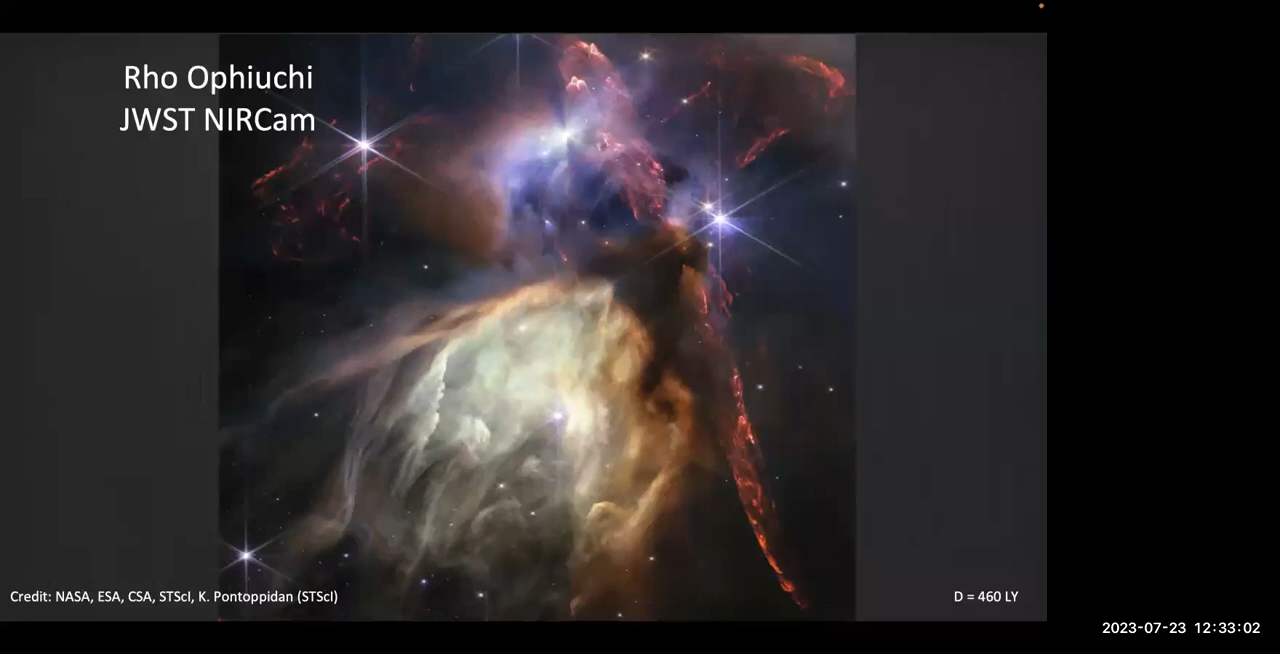 Rho Ophiuchi
JWST NIRCam
Credit: NASA, ESA, CSA, STScI, K. Pontoppidan (STScI)
D = 460 LY
2023-07-23 12:33:02